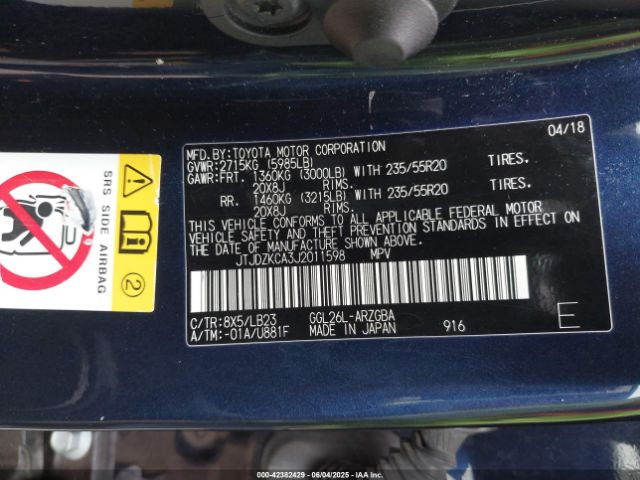 MFD.BY:TOYOTA MOTOR CORPORATION 04/18
GVWR:2715KG (5985LB)
GAWR:FRT. 1360KG (3000LB) WITH 235/55R20 TIRES.
20X8J RIMS.
RR. 1460KG (3215LB) WITH 235/55R20 TIRES.
20X8J RIMS.
THIS VEHICLE CONFORMS TO ALL APPLICABLE FEDERAL MOTOR
VEHICLE SAFETY AND THEFT PREVENTION STANDARDS IN EFFECT ON
THE DATE OF MANUFACTURE SHOWN ABOVE.
JTJDZKCA3J2011598 MPV
C/TR:8X5/LB23 GGL26L-ARZGBA
A/TM:-01A/U881F MADE IN JAPAN 916 E
SRS SIDE AIRBAG
2
000-42382429 - 06/04/2025 - IAAI.CA